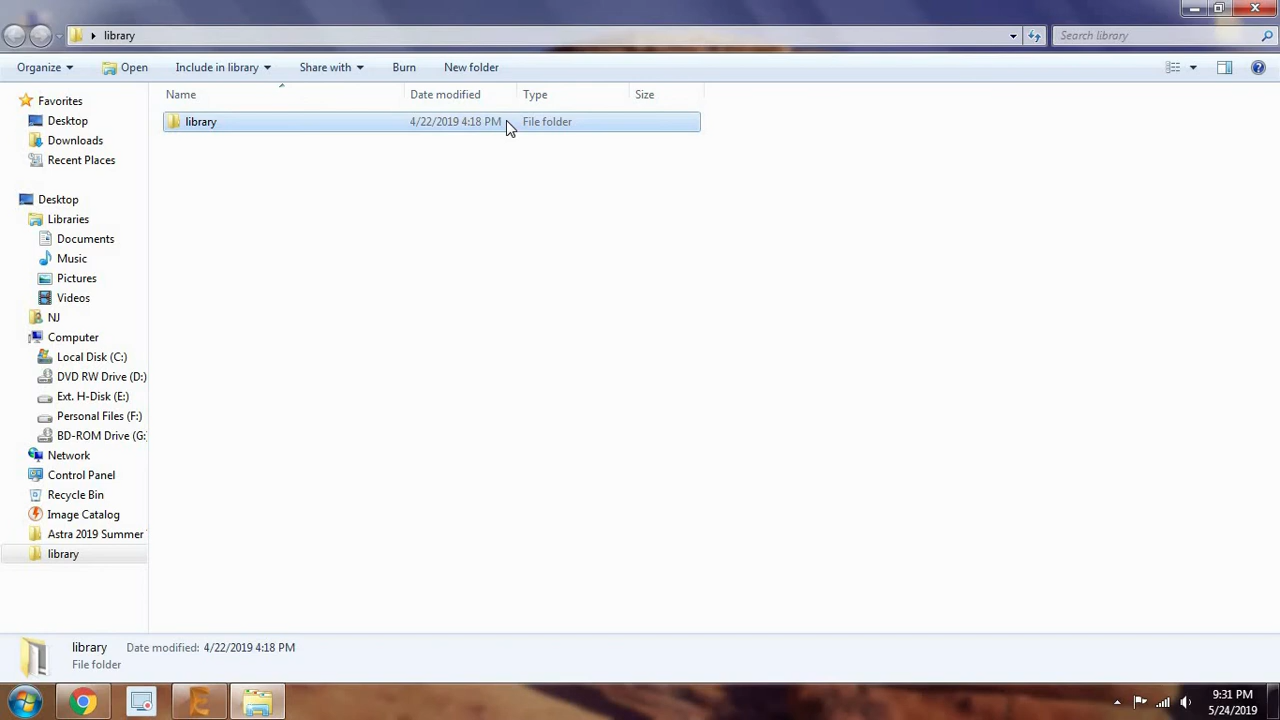 library
Search library
Organize
Open
Include in library
Share with
Burn
New folder
Name
Date modified
Type
Size
library
4/22/2019 4:18 PM
File folder
Favorites
Desktop
Downloads
Recent Places
Desktop
Libraries
Documents
Music
Pictures
Videos
NJ
Computer
Local Disk (C:)
DVD RW Drive (D:)
Ext. H-Disk (E:)
Personal Files (F:)
BD-ROM Drive (G:
Network
Control Panel
Recycle Bin
Image Catalog
Astra 2019 Summer
library
library
Date modified: 4/22/2019 4:18 PM
File folder
9:31 PM
5/24/2019